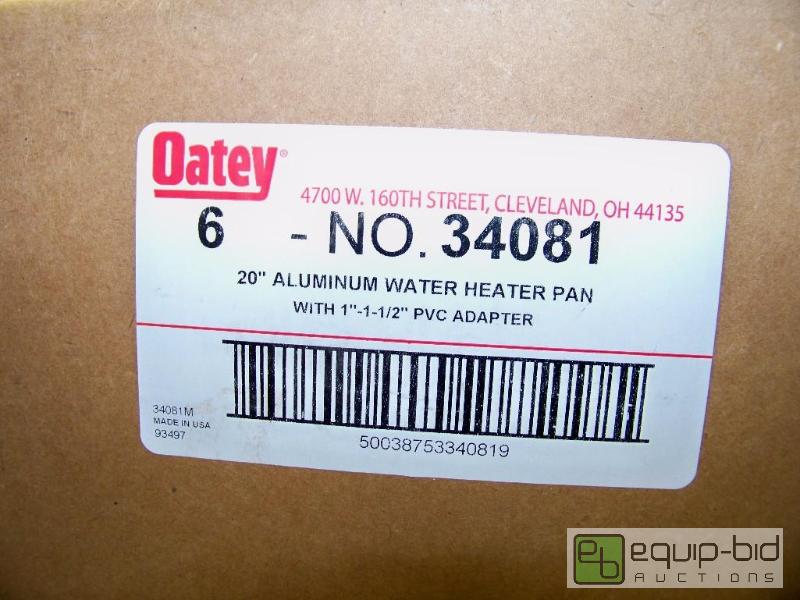 Oatey®
4700 W. 160TH STREET, CLEVELAND, OH 44135
6 - NO. 34081
20" ALUMINUM WATER HEATER PAN
WITH 1"-1-1/2" PVC ADAPTER
34081M
MADE IN USA
93497
50038753340819
eb equip-bid
AUCTIONS